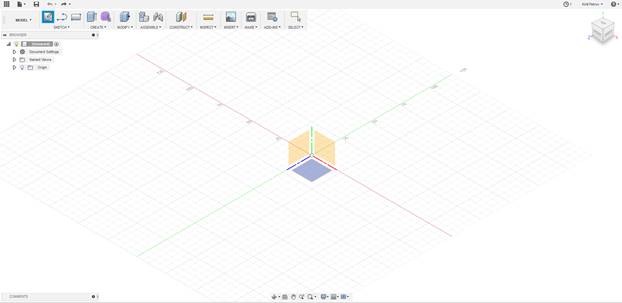 MODEL
SKETCH
CREATE
MODIFY
ASSEMBLE
CONSTRUCT
INSPECT
INSERT
MAKE
ADD-INS
SELECT
BROWSER
Document Settings
Named Views
Origin
COMMENTS